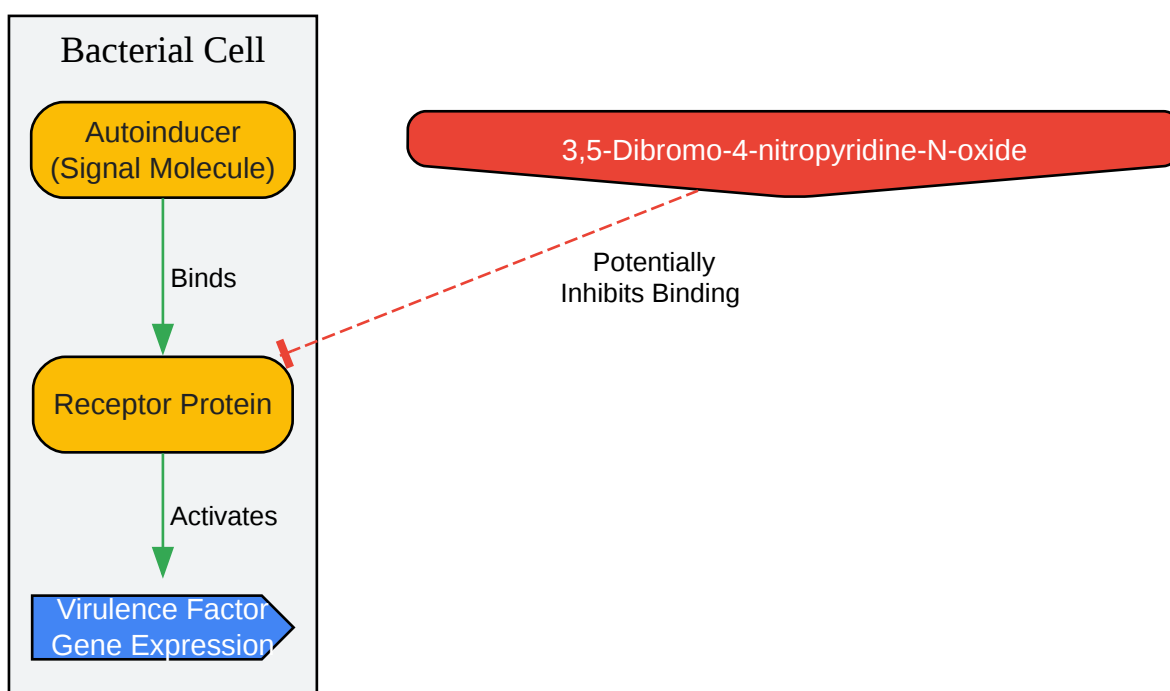 Bacterial Cell
Autoinducer
(Signal Molecule)
3,5-Dibromo-4-nitropyridine-N-oxide
Binds
Potentially
Inhibits Binding
Receptor Protein
Activates
Virulence Factor
Gene Expression